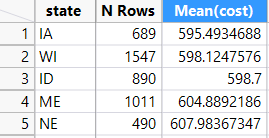 state N Rows Mean(cost)
1 IA 689 595.4934688
2 WI 1547 598.1247576
3 ID 890 598.7
4 ME 1011 604.8892186
5 NE 490 607.98367347